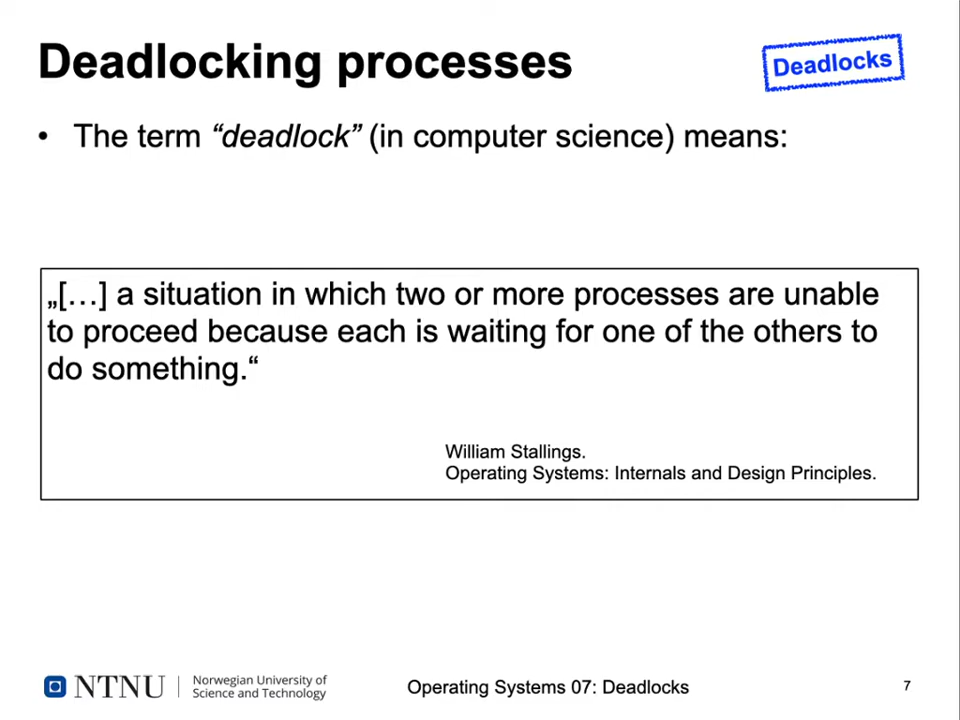 Deadlocking processes
Deadlocks
• The term “deadlock” (in computer science) means:
„[…] a situation in which two or more processes are unable
to proceed because each is waiting for one of the others to
do something.“
William Stallings.
Operating Systems: Internals and Design Principles.
NTNU
Norwegian University of
Science and Technology
Operating Systems 07: Deadlocks
7